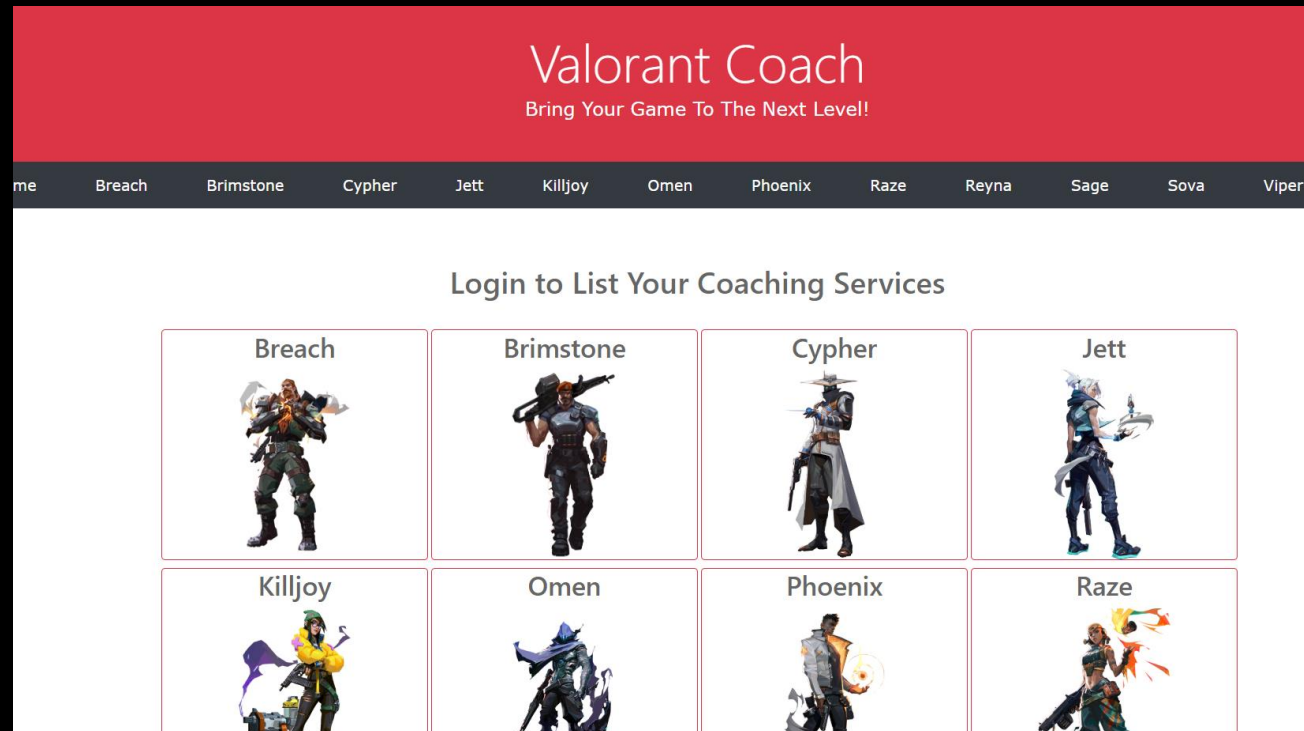 Valorant Coach
Bring Your Game To The Next Level!
me Breach Brimstone Cypher Jett Killjoy Omen Phoenix Raze Reyna Sage Sova Viper
Login to List Your Coaching Services
Breach Brimstone Cypher Jett
Killjoy Omen Phoenix Raze